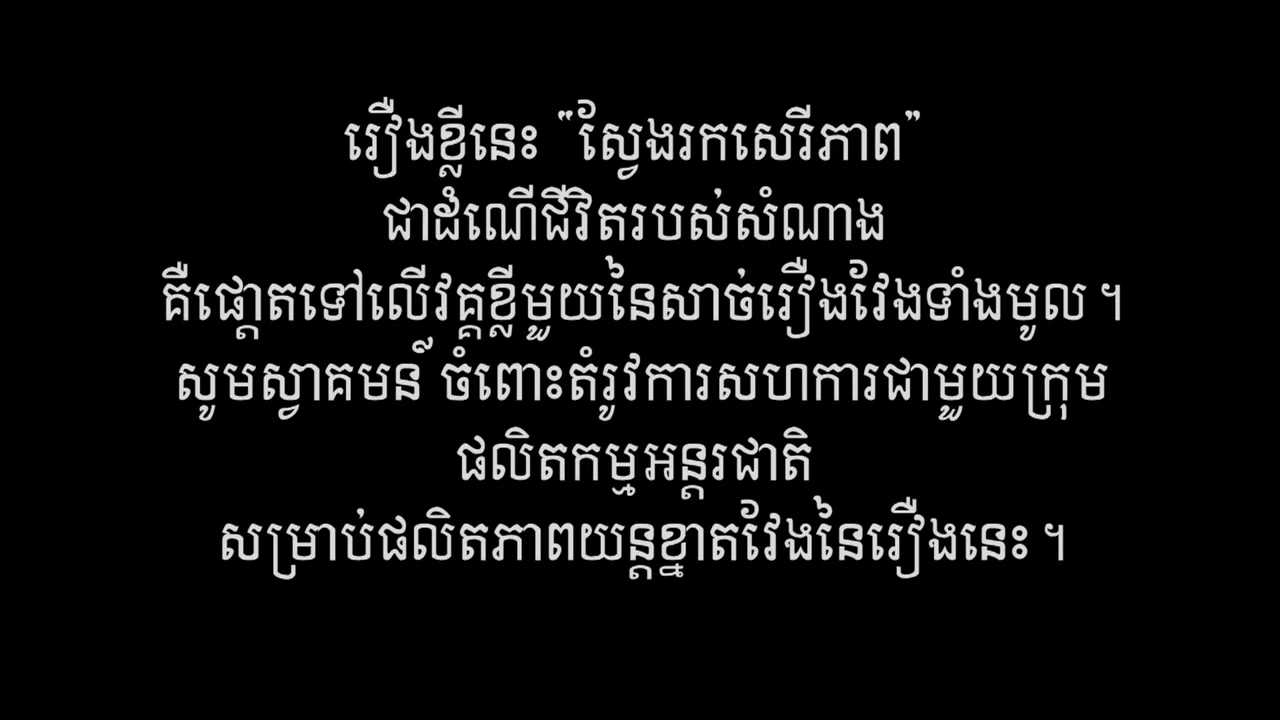 រឿងខ្លីនេះ “ស្វែងរកសេរីភាព”
ជាដំណើជីវិតរបស់សំណាង
គឺផ្តោតទៅលើវគ្គខ្លីមួយនៃសាច់រឿងវែងទាំងមូល ។
សូមស្វាគមន៍ ចំពោះតំរូវការសហការជាមួយក្រុម
ផលិតកម្មអន្តរជាតិ
សម្រាប់ផលិតភាពយន្តខ្នាតវែងនៃរឿងនេះ ។